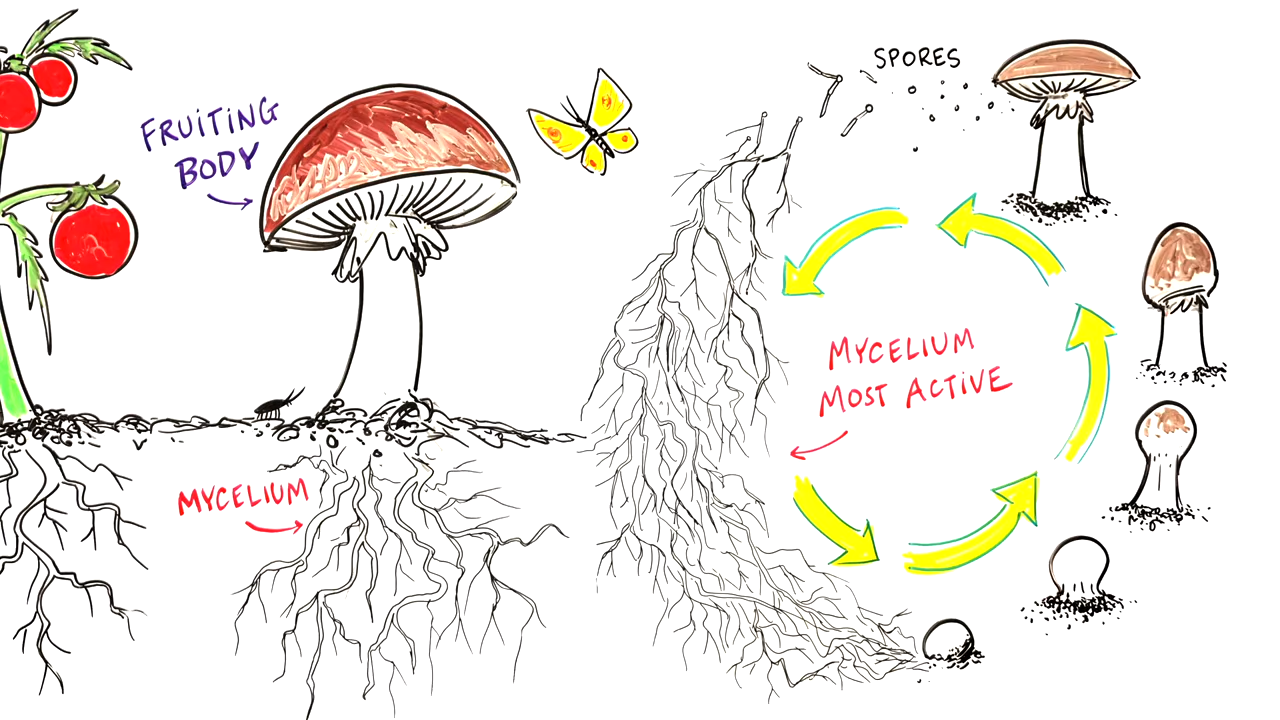 FRUITING
BODY
MYCELIUM
SPORES
MYCELIUM
MOST ACTIVE